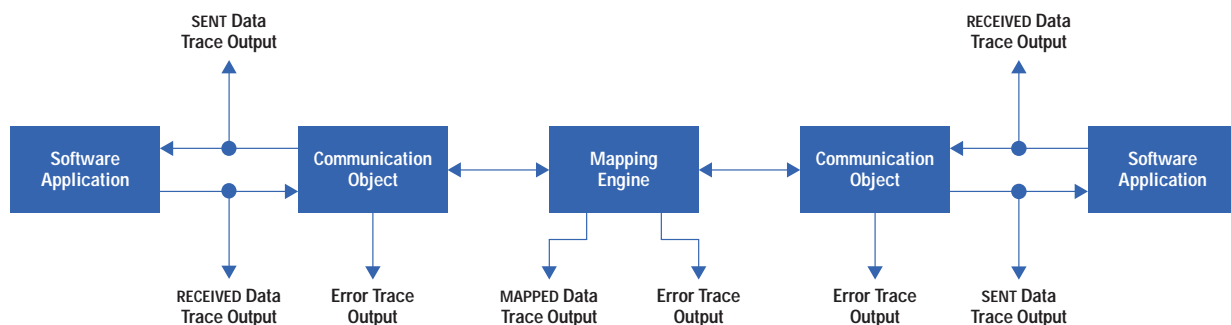 SENT Data
Trace Output
RECEIVED Data
Trace Output
Software
Application
Communication
Object
Mapping
Engine
Communication
Object
Software
Application
RECEIVED Data
Trace Output
Error Trace
Output
MAPPED Data
Trace Output
Error Trace
Output
Error Trace
Output
SENT Data
Trace Output